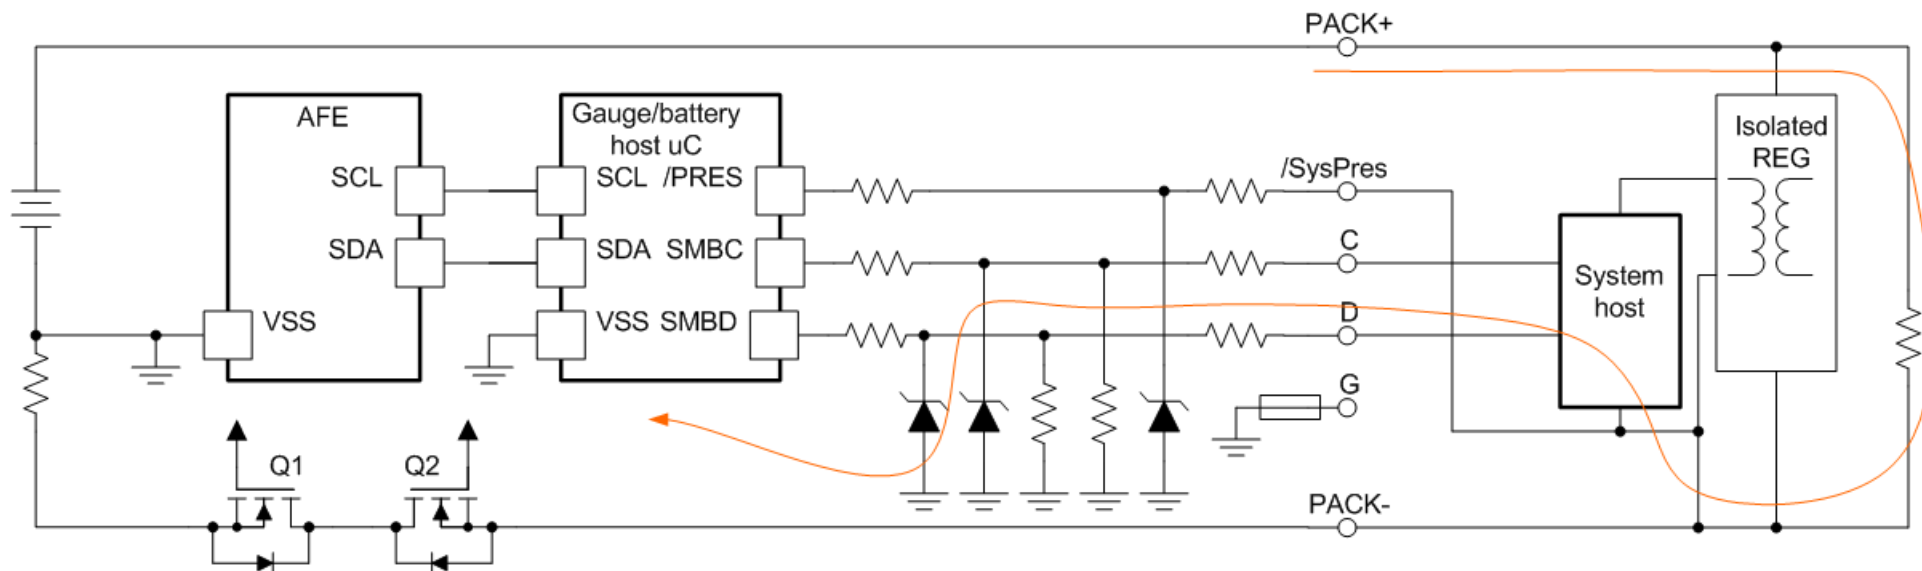 PACK+
AFE
Gauge/battery
host uC
Isolated
REG
SCL
SCL /PRES
/SysPres
SDA
SDA SMBC
C
System
host
VSS
VSS SMBD
D
G
Q1
Q2
PACK-